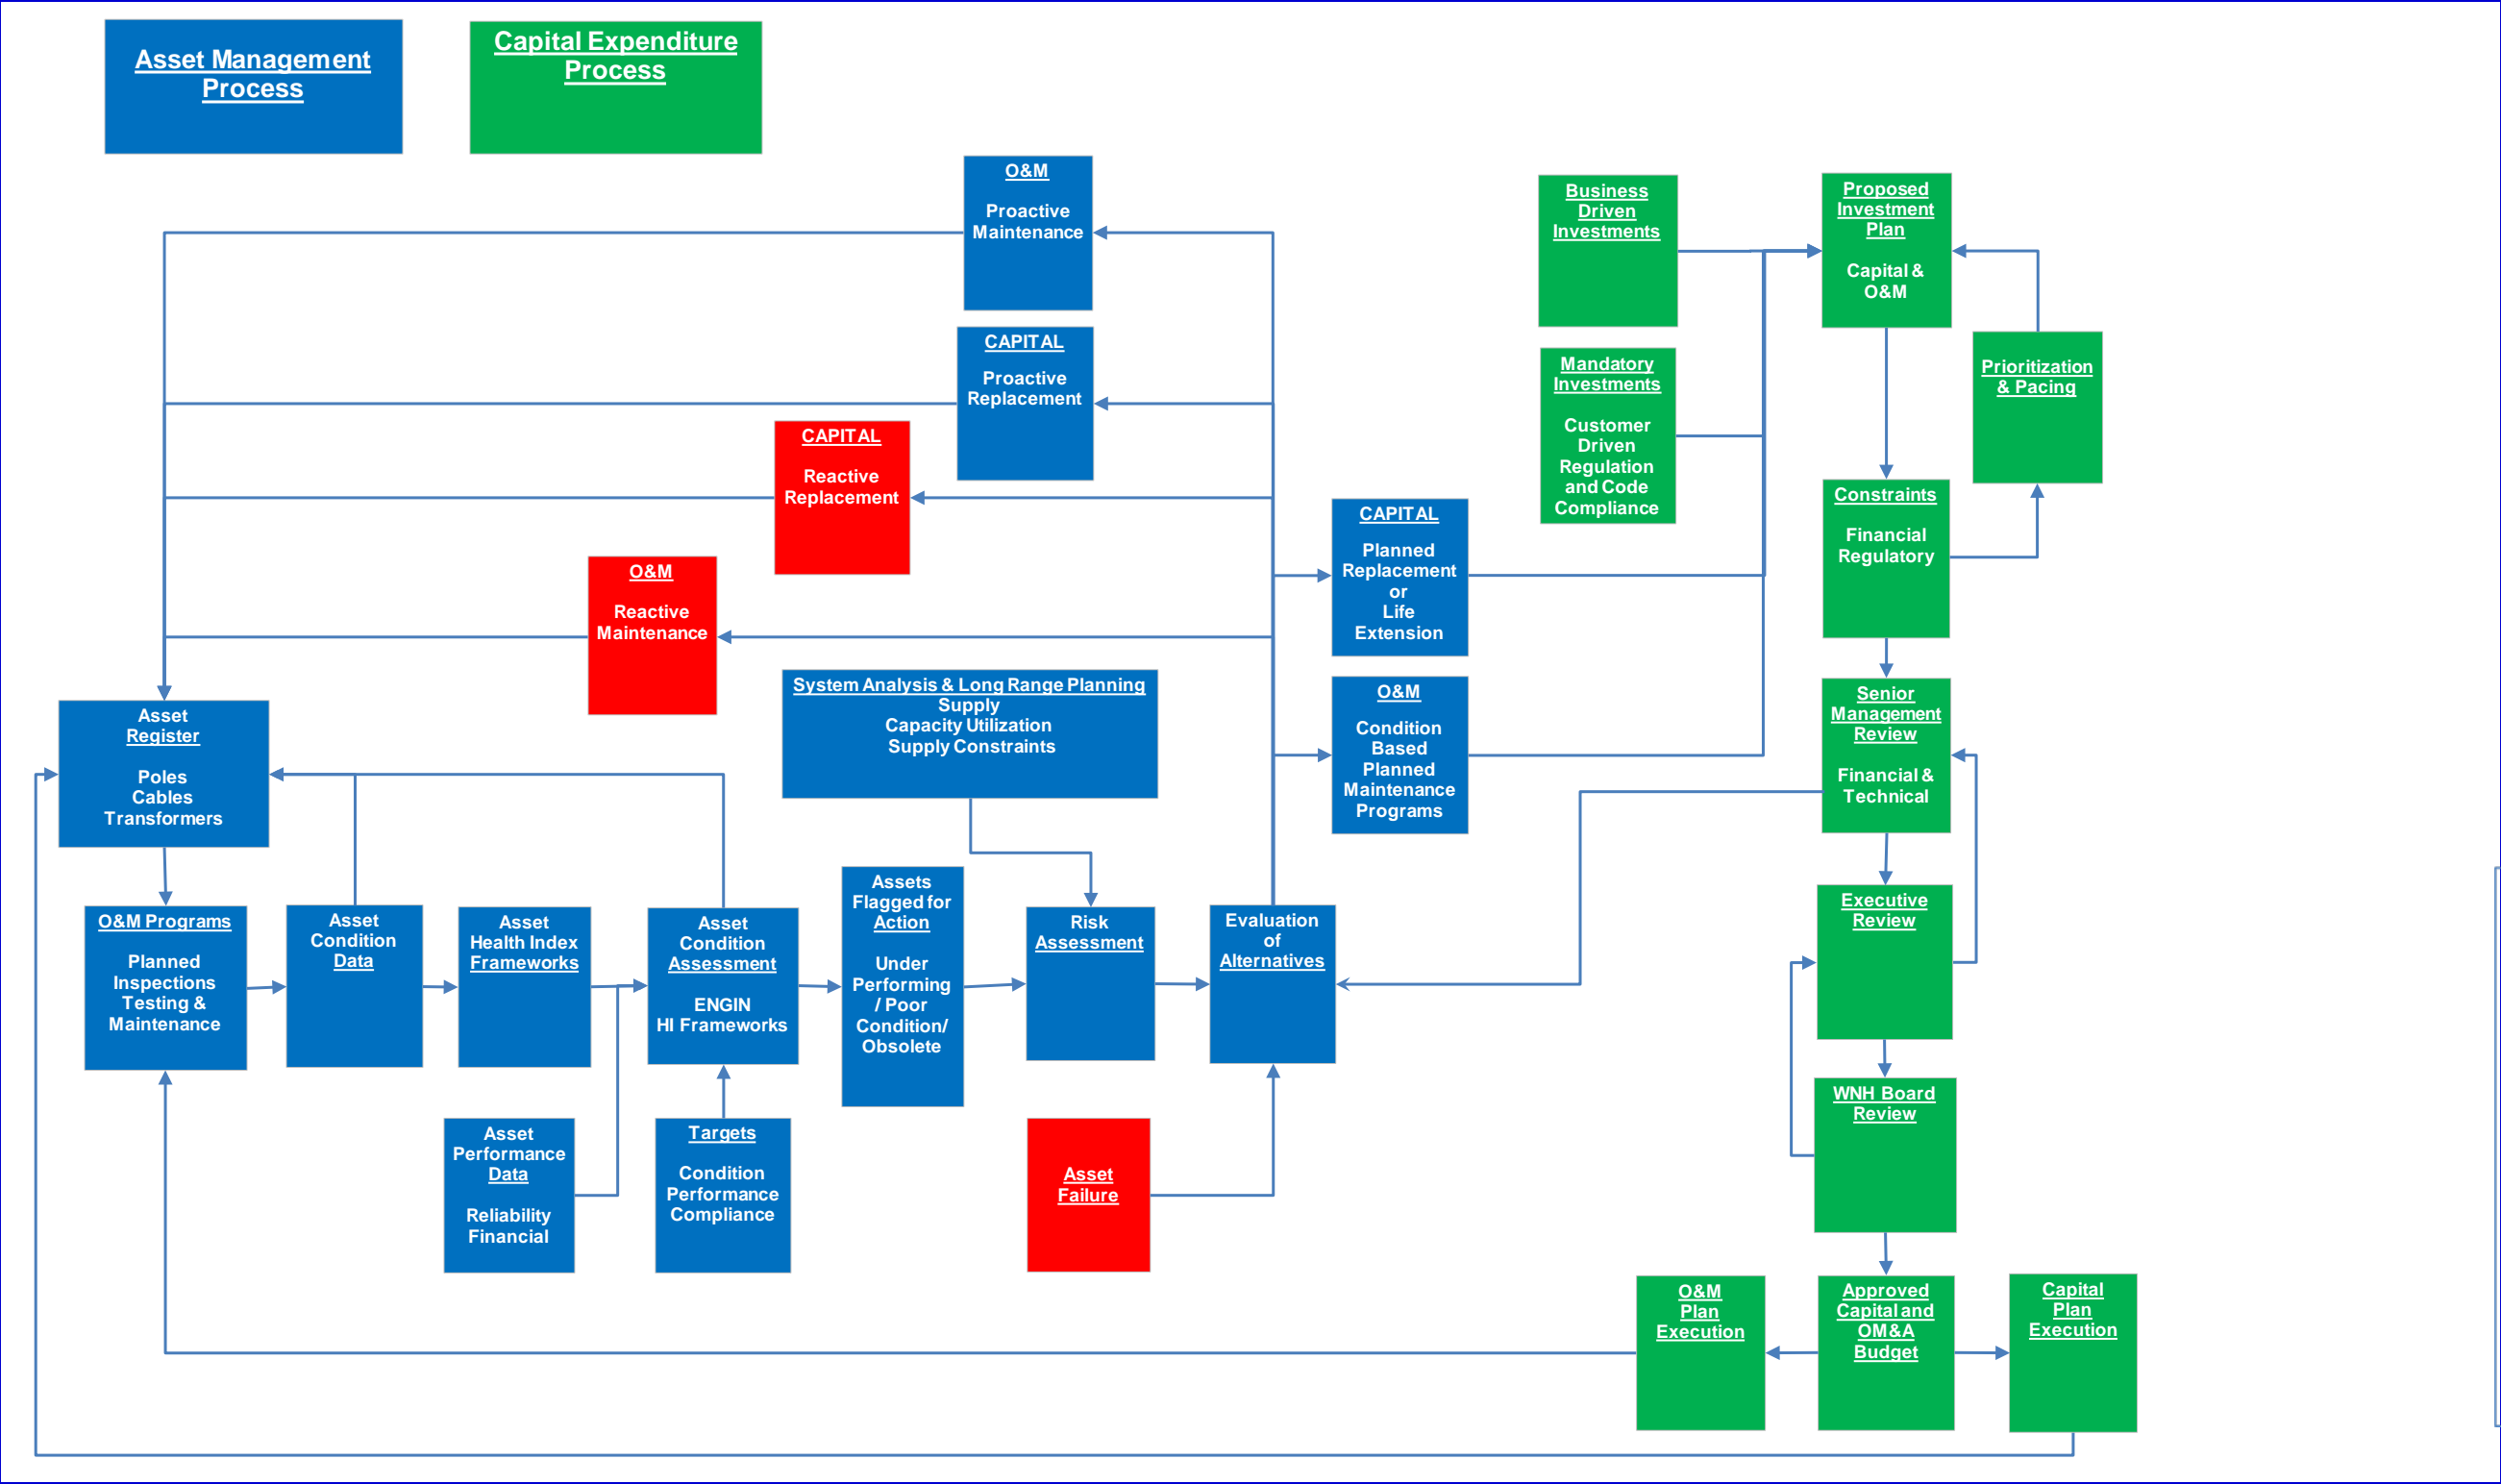 Asset Management
Process
Capital Expenditure
Process
O&M
Proactive
Maintenance
CAPITAL
Proactive
Replacement
CAPITAL
Reactive
Replacement
O&M
Reactive
Maintenance
Business
Driven
Investments
Mandatory
Investments
Customer
Driven
Regulation
and Code
Compliance
Proposed
Investment
Plan
Capital &
O&M
Prioritization
& Pacing
Constraints
Financial
Regulatory
CAPITAL
Planned
Replacement
or
Life
Extension
O&M
Condition
Based
Planned
Maintenance
Programs
System Analysis & Long Range Planning
Supply
Capacity Utilization
Supply Constraints
Senior
Management
Review
Financial &
Technical
Asset
Register
Poles
Cables
Transformers
O&M Programs
Planned
Inspections
Testing &
Maintenance
Asset
Condition
Data
Asset
Health Index
Frameworks
Asset
Condition
Assessment
ENGIN
HI Frameworks
Assets
Flagged for
Action
Under
Performing
/ Poor
Condition/
Obsolete
Risk
Assessment
Evaluation
of
Alternatives
Executive
Review
WNH Board
Review
Asset
Performance
Data
Reliability
Financial
Targets
Condition
Performance
Compliance
Asset
Failure
O&M
Plan
Execution
Approved
Capital and
OM&A
Budget
Capital
Plan
Execution